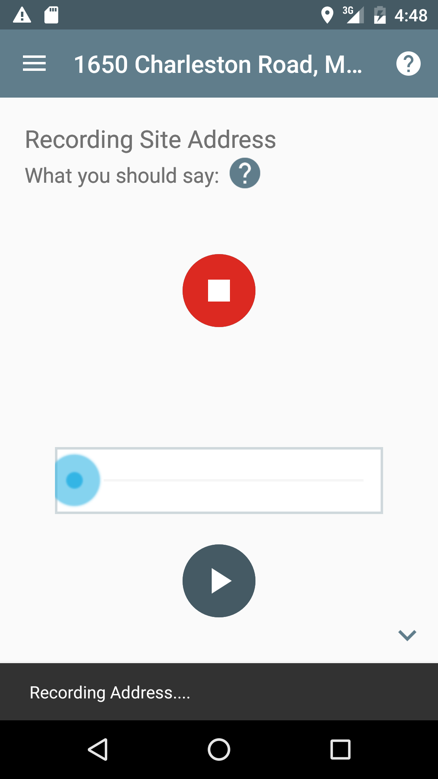 3G
4:48
1650 Charleston Road, M...
?
Recording Site Address
What you should say: ?
Recording Address....